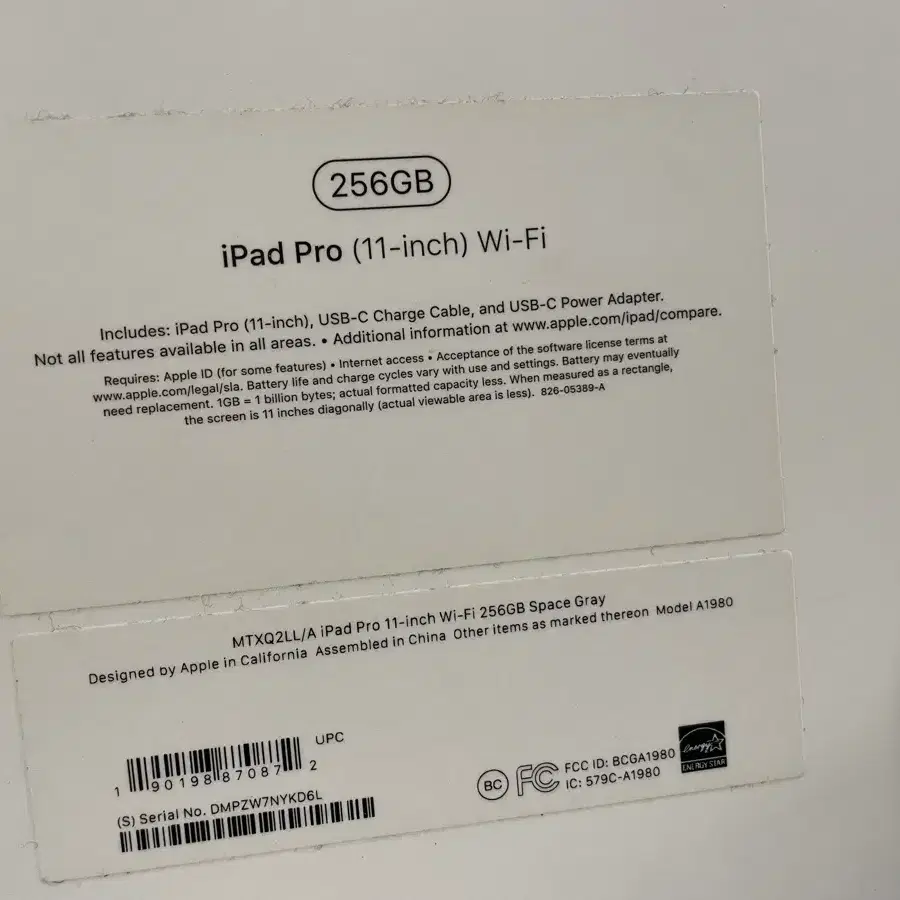 256GB
iPad Pro (11-inch) Wi-Fi
Includes: iPad Pro (11-inch), USB-C Charge Cable, and USB-C Power Adapter.
Not all features available in all areas. • Additional information at www.apple.com/ipad/compare.
Requires: Apple ID (for some features) • Internet access • Acceptance of the software license terms at
www.apple.com/legal/sla. Battery life and charge cycles vary with use and settings. Battery may eventually
need replacement. 1GB = 1 billion bytes; actual formatted capacity less. When measured as a rectangle,
the screen is 11 inches diagonally (actual viewable area is less). 826-05389-A
MTXQ2LL/A iPad Pro 11-inch Wi-Fi 256GB Space Gray
Designed by Apple in California Assembled in China Other items as marked thereon Model A1980
UPC
1 90198 87087 2
(S) Serial No. DMPZW7NYKD6L
BC FC FCC ID: BCGA1980
IC: 579C-A1980
energy
ENERGY STAR